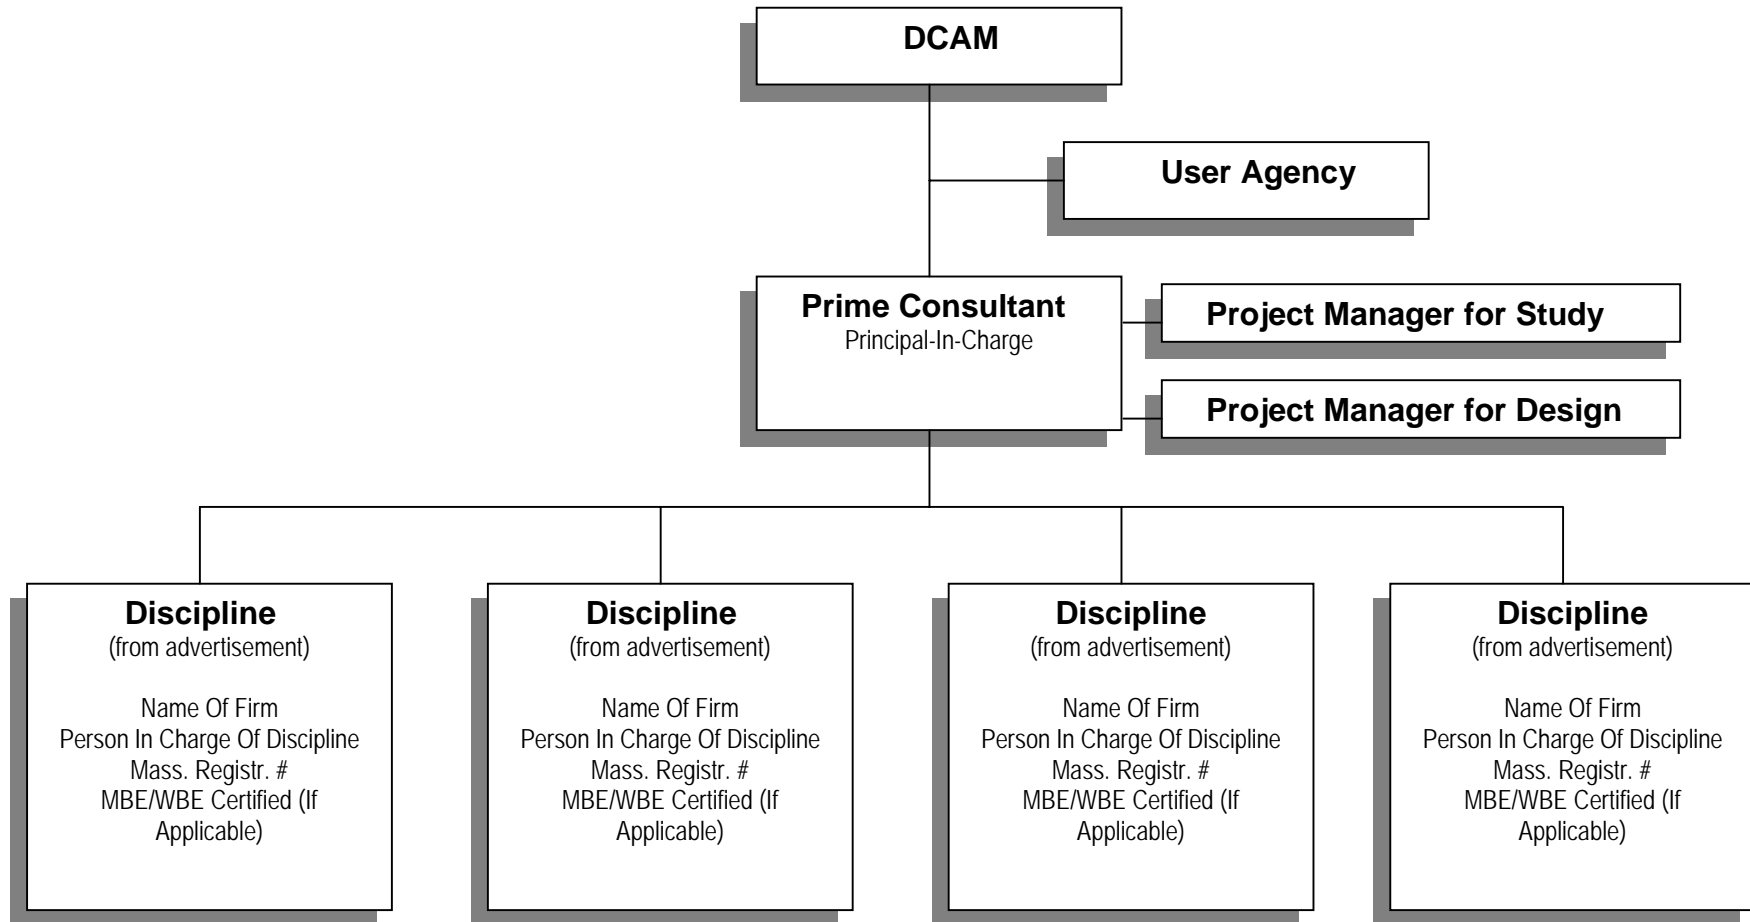 DCAM
User Agency
Prime Consultant
Principal-In-Charge
Project Manager for Study
Project Manager for Design
Discipline
(from advertisement)
Name Of Firm
Person In Charge Of Discipline
Mass. Registr. #
MBE/WBE Certified (If
Applicable)
Discipline
(from advertisement)
Name Of Firm
Person In Charge Of Discipline
Mass. Registr. #
MBE/WBE Certified (If
Applicable)
Discipline
(from advertisement)
Name Of Firm
Person In Charge Of Discipline
Mass. Registr. #
MBE/WBE Certified (If
Applicable)
Discipline
(from advertisement)
Name Of Firm
Person In Charge Of Discipline
Mass. Registr. #
MBE/WBE Certified (If
Applicable)